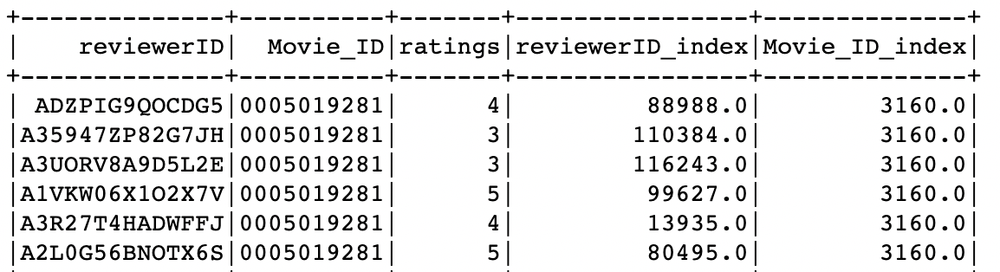 +---------------+----------+-------+----------------+--------------+
|     reviewerID|  Movie_ID|ratings|reviewerID_index|Movie_ID_index|
+---------------+----------+-------+----------------+--------------+
| ADZPIG9QOCDG5|0005019281|      4|         88988.0|        3160.0|
|A35947ZP82G7JH|0005019281|      3|        110384.0|        3160.0|
|A3UORV8A9D5L2E|0005019281|      3|        116243.0|        3160.0|
|A1VKW06X1O2X7V|0005019281|      5|         99627.0|        3160.0|
|A3R27T4HADWFFJ|0005019281|      4|         13935.0|        3160.0|
|A2L0G56BNOTX6S|0005019281|      5|         80495.0|        3160.0|